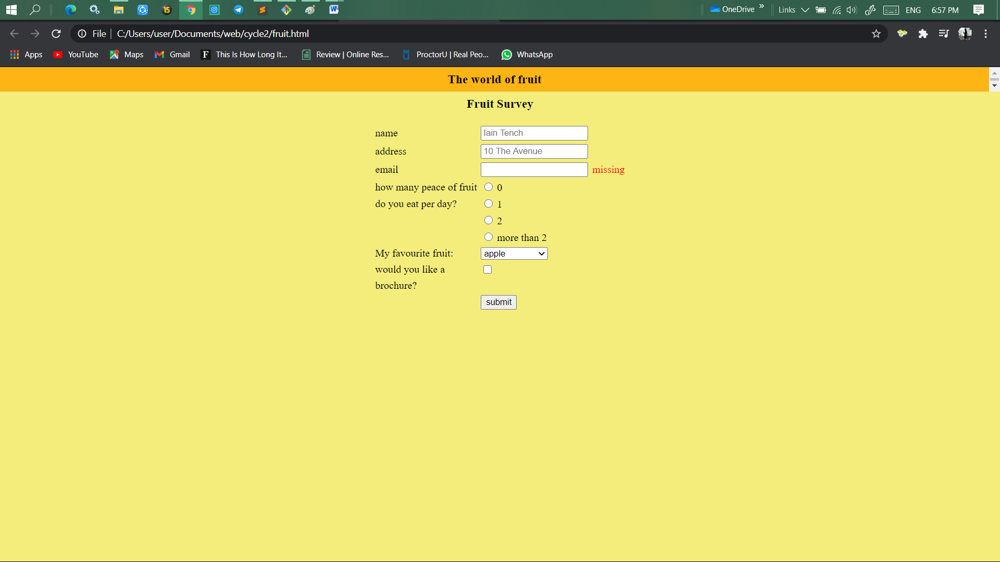 15
OneDrive » Links ENG 6:57 PM
File C:/Users/user/Documents/web/cycle2/fruit.html
Apps YouTube Maps Gmail F This Is How Long It... Review | Online Res... ProctorU | Real Peo... WhatsApp
The world of fruit
Fruit Survey
name Iain Tench
address 10 The Avenue
email missing
how many peace of fruit 0
do you eat per day? 1
2
more than 2
My favourite fruit: apple
would you like a
brochure?
submit